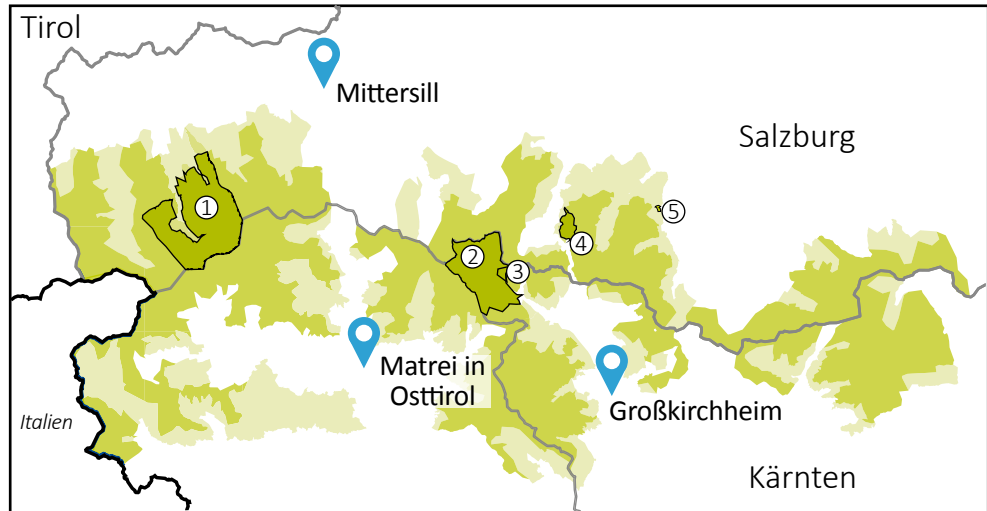 Tirol
Mittersill
Salzburg
1
5
4
2
3
Matrei in
Osttirol
Großkirchheim
Italien
Kärnten